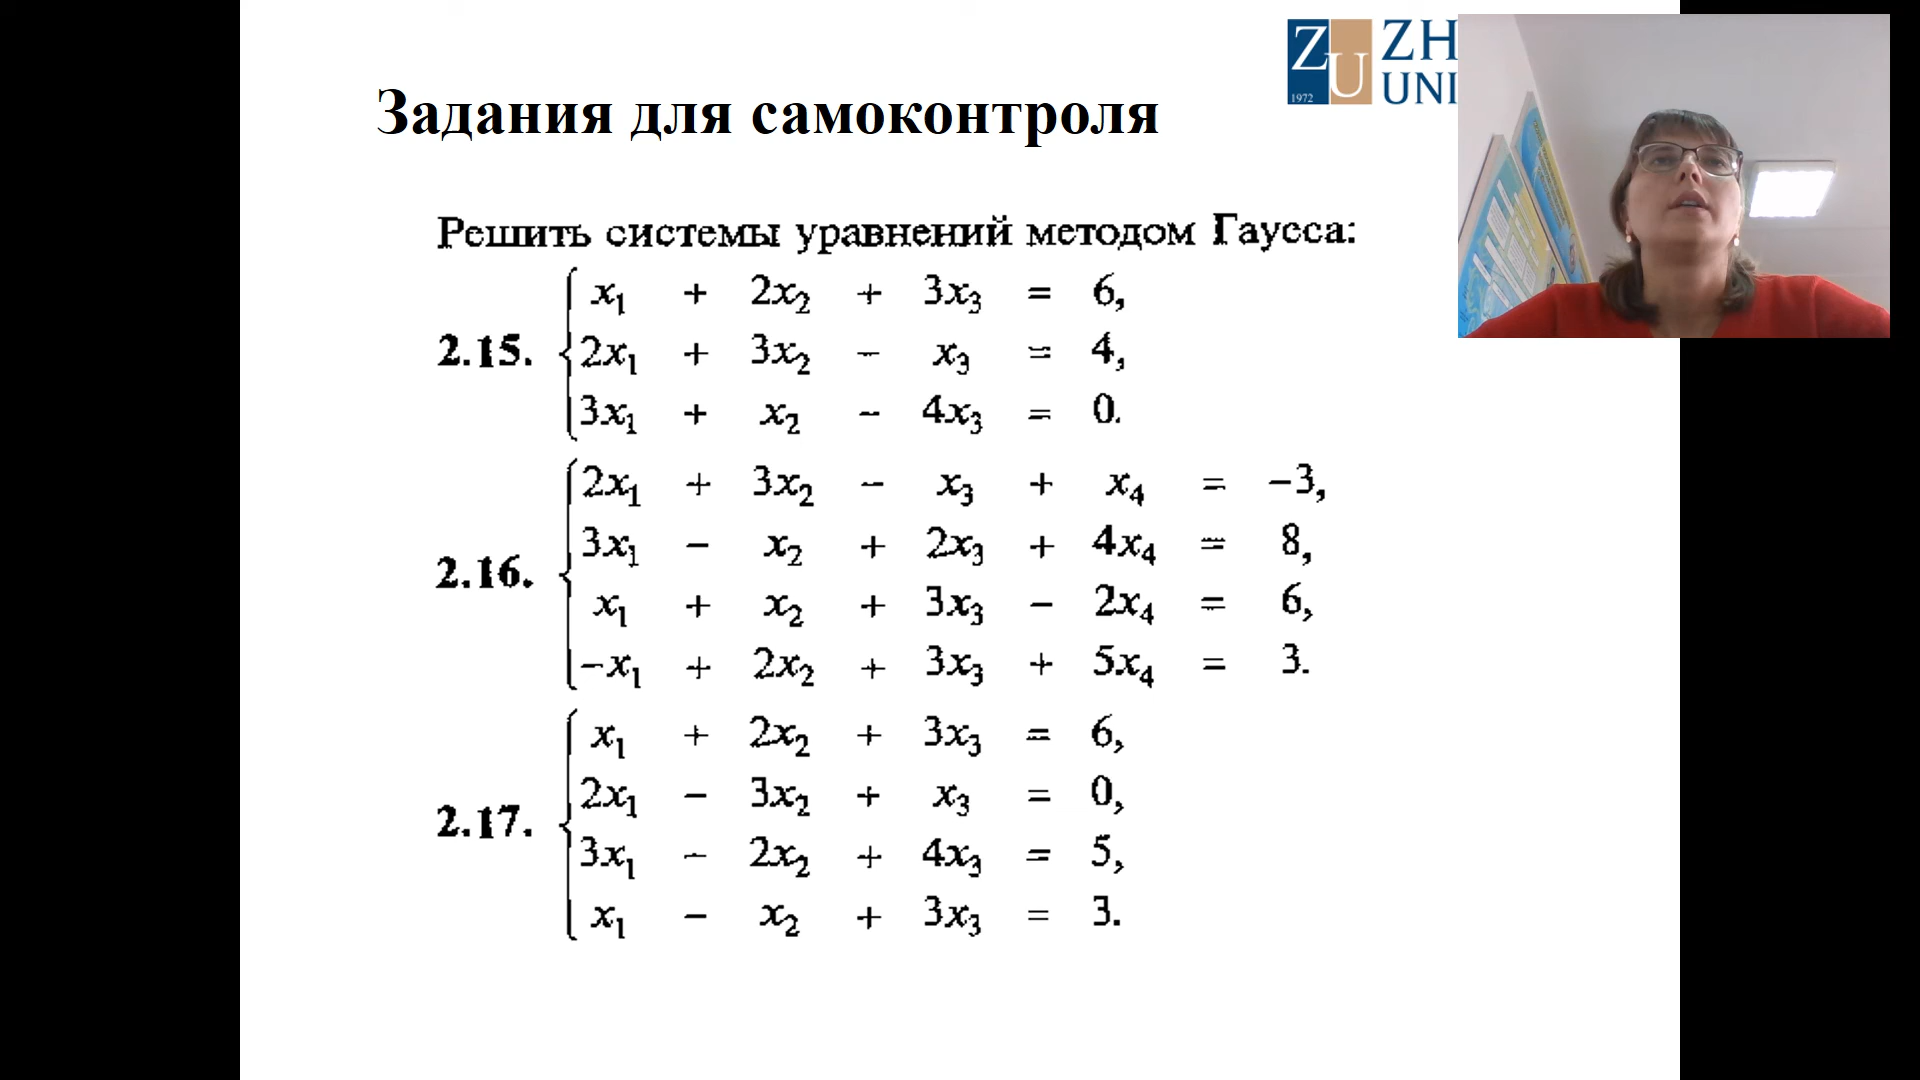 ZU
1972
ZH
UNI
Задания для самоконтроля
Решить системы уравнений методом Гаусса:
2.15.
x₁ + 2x₂ + 3x₃ = 6,
2x₁ + 3x₂ − x₃ = 4,
3x₁ + x₂ − 4x₃ = 0.
2.16.
2x₁ + 3x₂ − x₃ + x₄ = −3,
3x₁ − x₂ + 2x₃ + 4x₄ = 8,
x₁ + x₂ + 3x₃ − 2x₄ = 6,
−x₁ + 2x₂ + 3x₃ + 5x₄ = 3.
2.17.
x₁ + 2x₂ + 3x₃ = 6,
2x₁ − 3x₂ + x₃ = 0,
3x₁ − 2x₂ + 4x₃ = 5,
x₁ − x₂ + 3x₃ = 3.